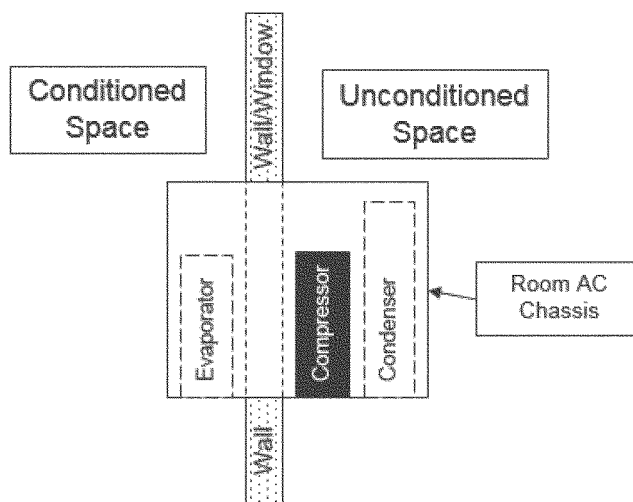 Conditioned
Space
Wall/Window
Unconditioned
Space
Evaporator
Compressor
Condenser
Room AC
Chassis
Wall